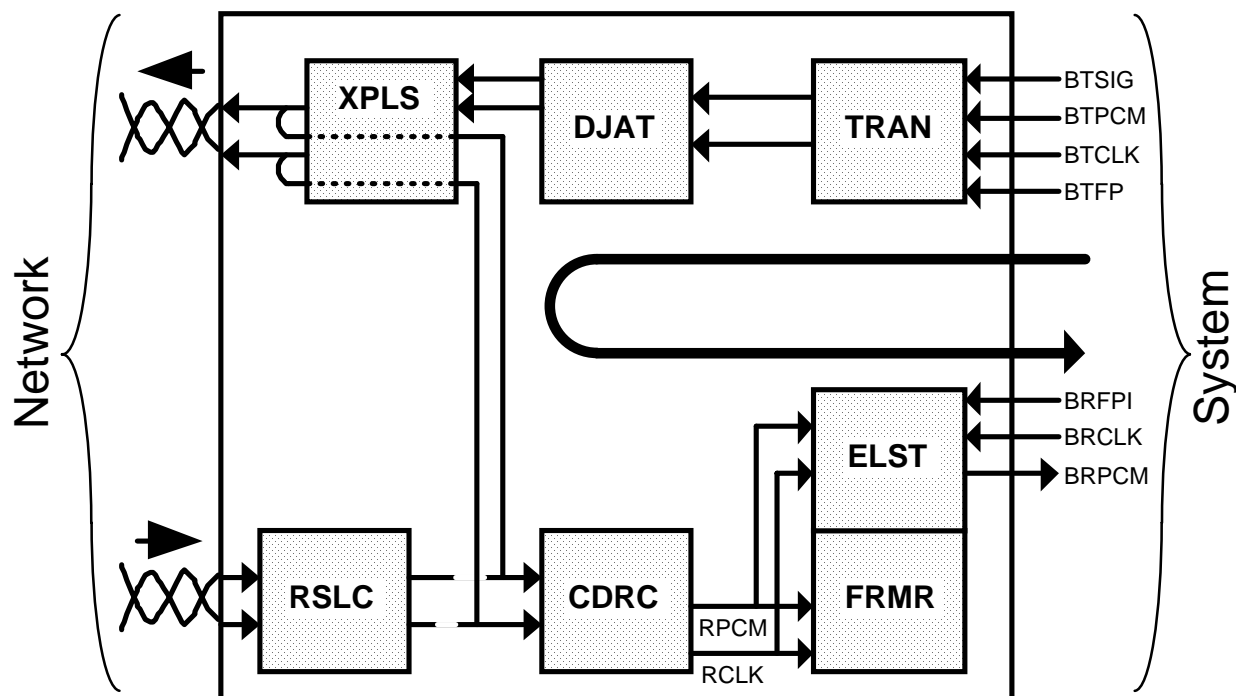 Network
XPLS
DJAT
TRAN
BTSIG
BTPCM
BTCLK
BTFP
System
ELST
BRFPI
BRCLK
BRPCM
RSLC
CDRC
RPCM
RCLK
FRMR